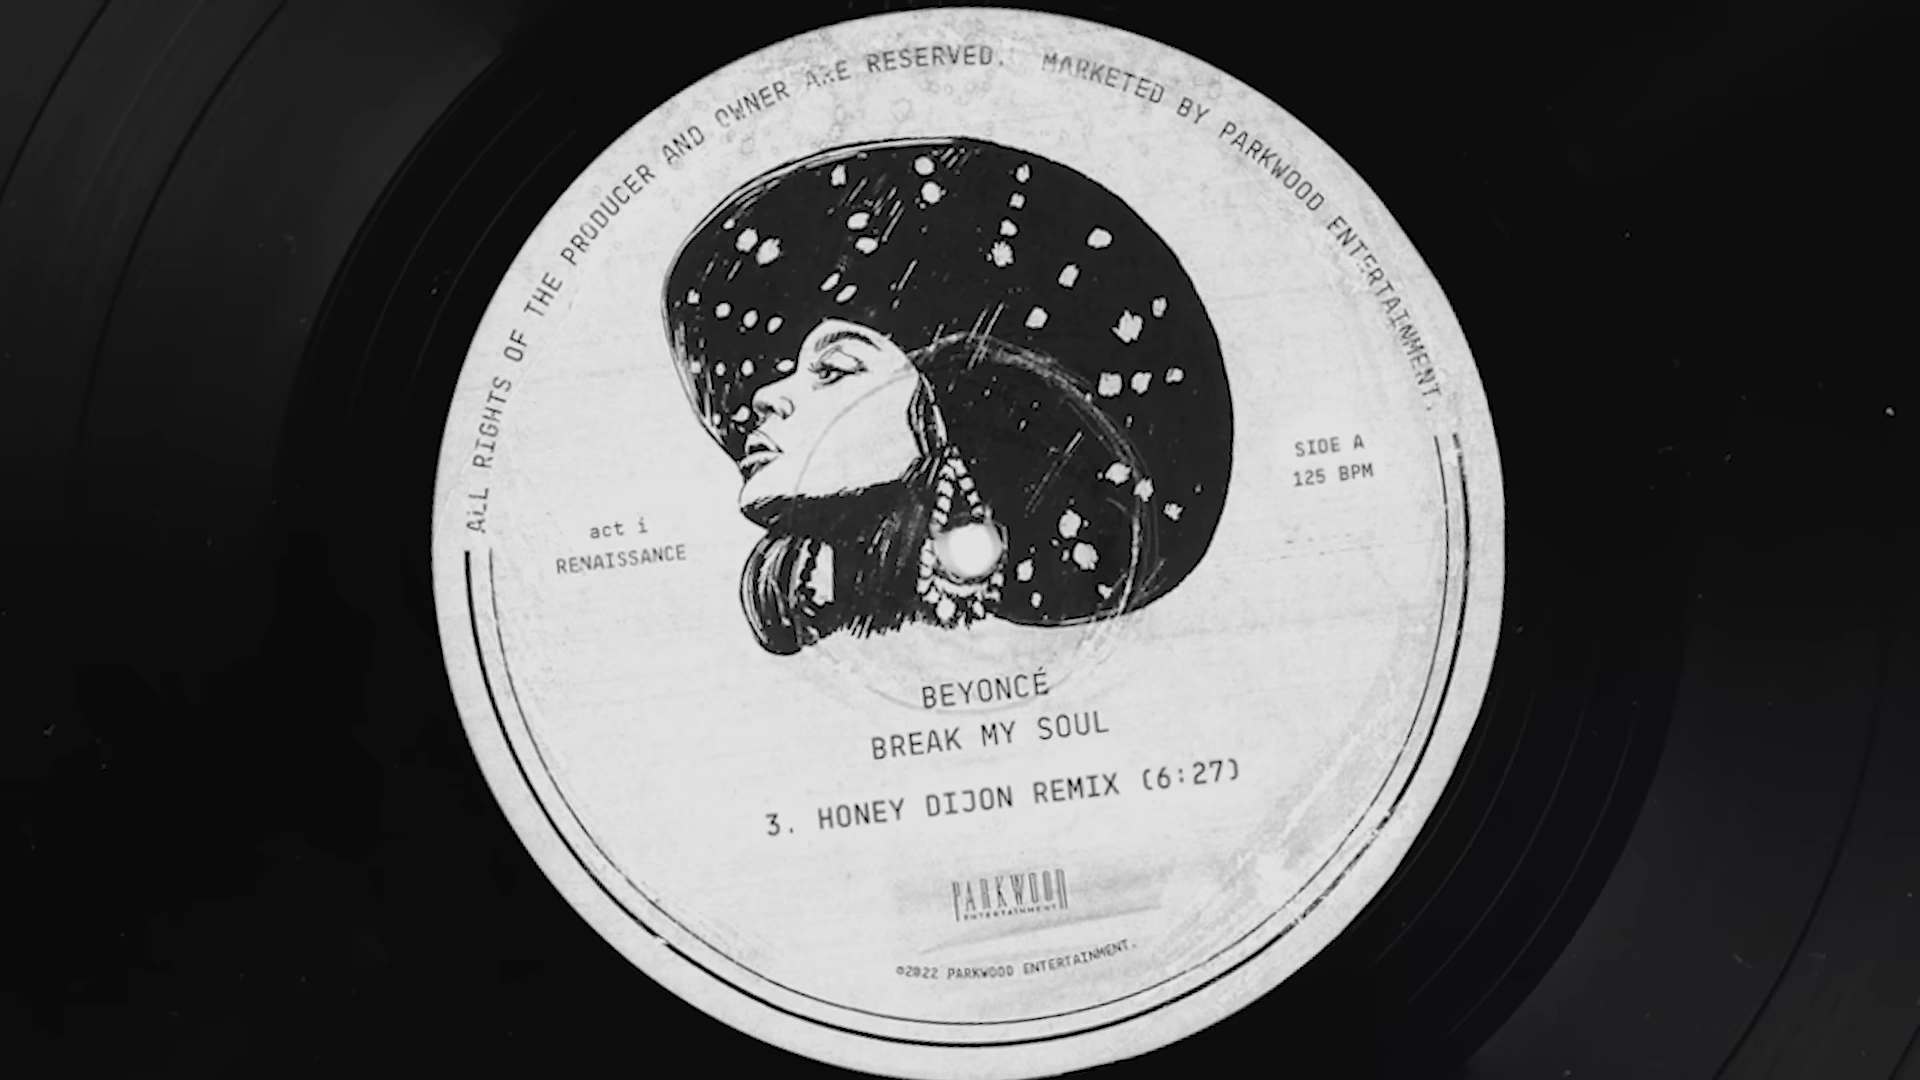 ALL RIGHTS OF THE PRODUCER AND OWNER ARE RESERVED. MARKETED BY PARKWOOD ENTERTAINMENT.
SIDE A
125 BPM
act i
RENAISSANCE
BEYONCÉ
BREAK MY SOUL
3. HONEY DIJON REMIX (6:27)
PARKWOOD
ENTERTAINMENT
©2022 PARKWOOD ENTERTAINMENT.